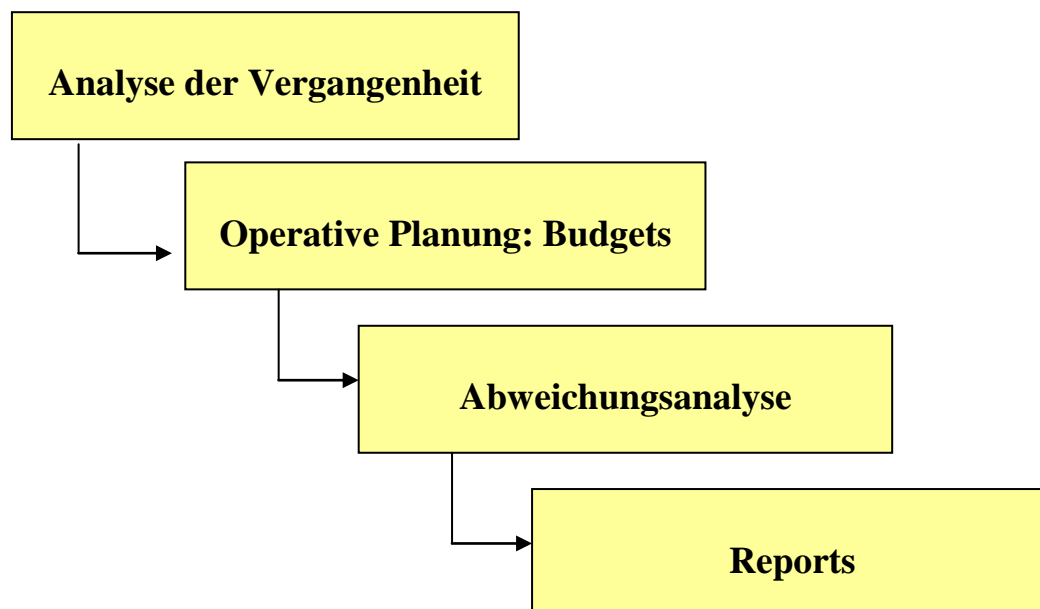 Analyse der Vergangenheit
Operative Planung: Budgets
Abweichungsanalyse
Reports